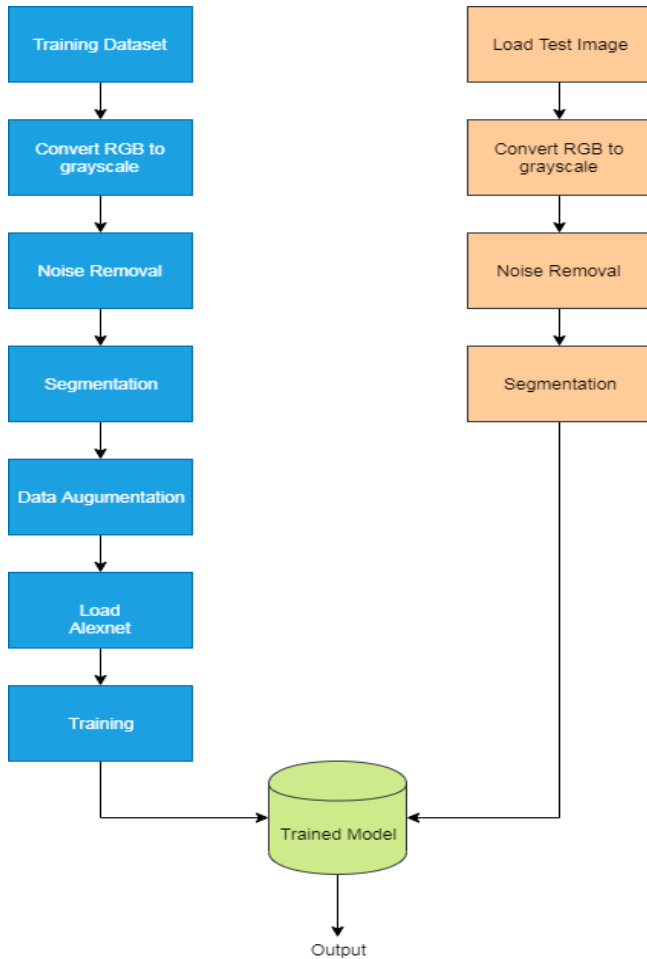 Training Dataset
Convert RGB to
grayscale
Noise Removal
Segmentation
Data Augumentation
Load
Alexnet
Training
Load Test Image
Convert RGB to
grayscale
Noise Removal
Segmentation
Trained Model
Output